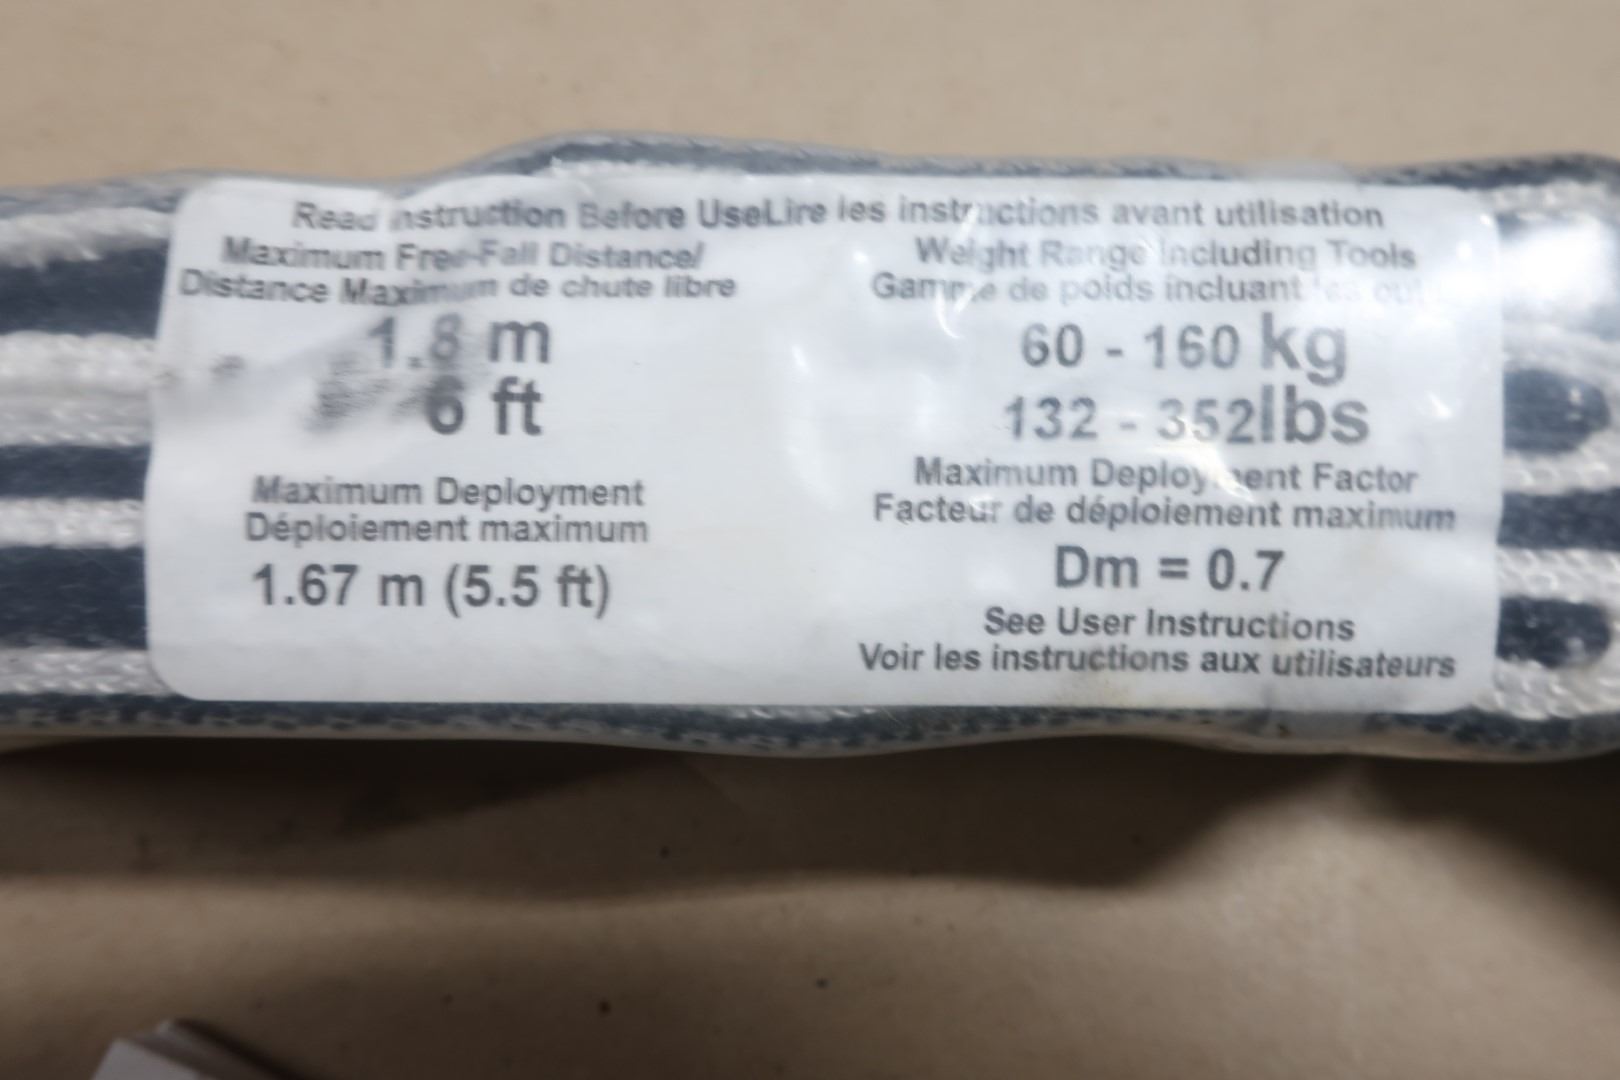 Read Instruction Before UseLire les instructions avant utilisation
Maximum Free-Fall Distance/
Distance Maximum de chute libre
1.8 m
6 ft
Maximum Deployment
Déploiement maximum
1.67 m (5.5 ft)
Weight Range Including Tools
Gamme de poids incluant les
60 - 160 kg
132 - 352lbs
Maximum Deployment Factor
Facteur de déploiement maximum
Dm = 0.7
See User Instructions
Voir les instructions aux utilisateurs